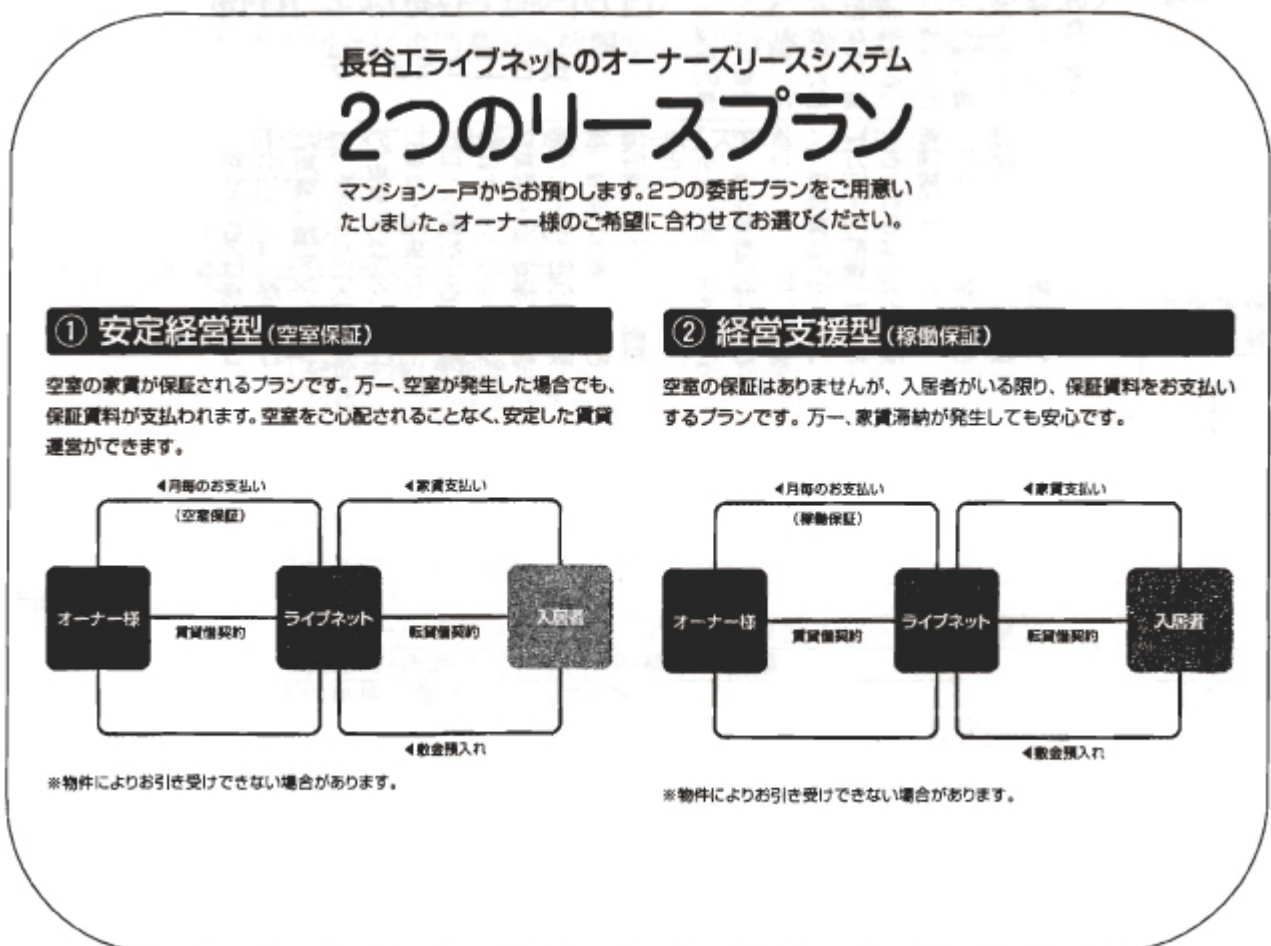 長谷工ライブネットのオーナーズリースシステム
2つのリースプラン
マンション一戸からお預りします。2つの委託プランをご用意い
たしました。オーナー様のご希望に合わせてお選びください。
① 安定経営型(空室保証)
空室の家賃が保証されるプランです。万一、空室が発生した場合でも、
保証賃料が支払われます。空室をご心配されることなく、安定した賃貸
運営ができます。
◀月毎のお支払い
◀家賃支払い
(空室保証)
オーナー様
賃貸借契約
ライブネット
転貸借契約
入居者
◀敷金預入れ
※物件によりお引き受けできない場合があります。
② 経営支援型(稼働保証)
空室の保証はありませんが、入居者がいる限り、保証賃料をお支払い
するプランです。万一、家賃滞納が発生しても安心です。
◀月毎のお支払い
◀家賃支払い
(稼働保証)
オーナー様
賃貸借契約
ライブネット
転貸借契約
入居者
◀敷金預入れ
※物件によりお引き受けできない場合があります。